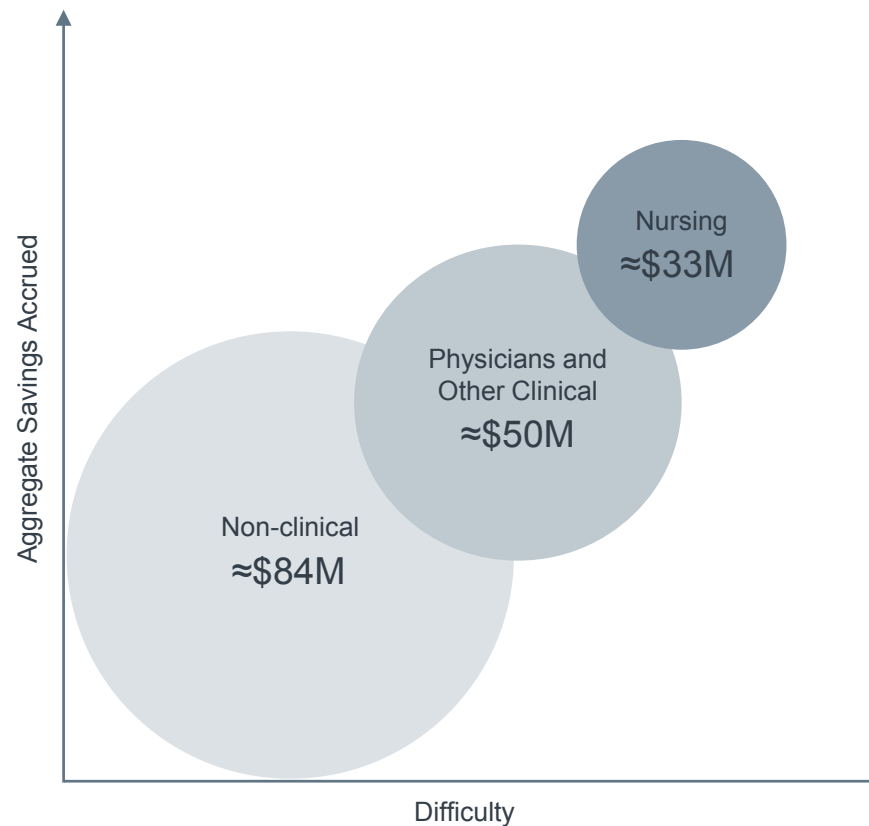 Aggregate Savings Accrued
Nursing
≈$33M
Physicians and
Other Clinical
≈$50M
Non-clinical
≈$84M
Difficulty